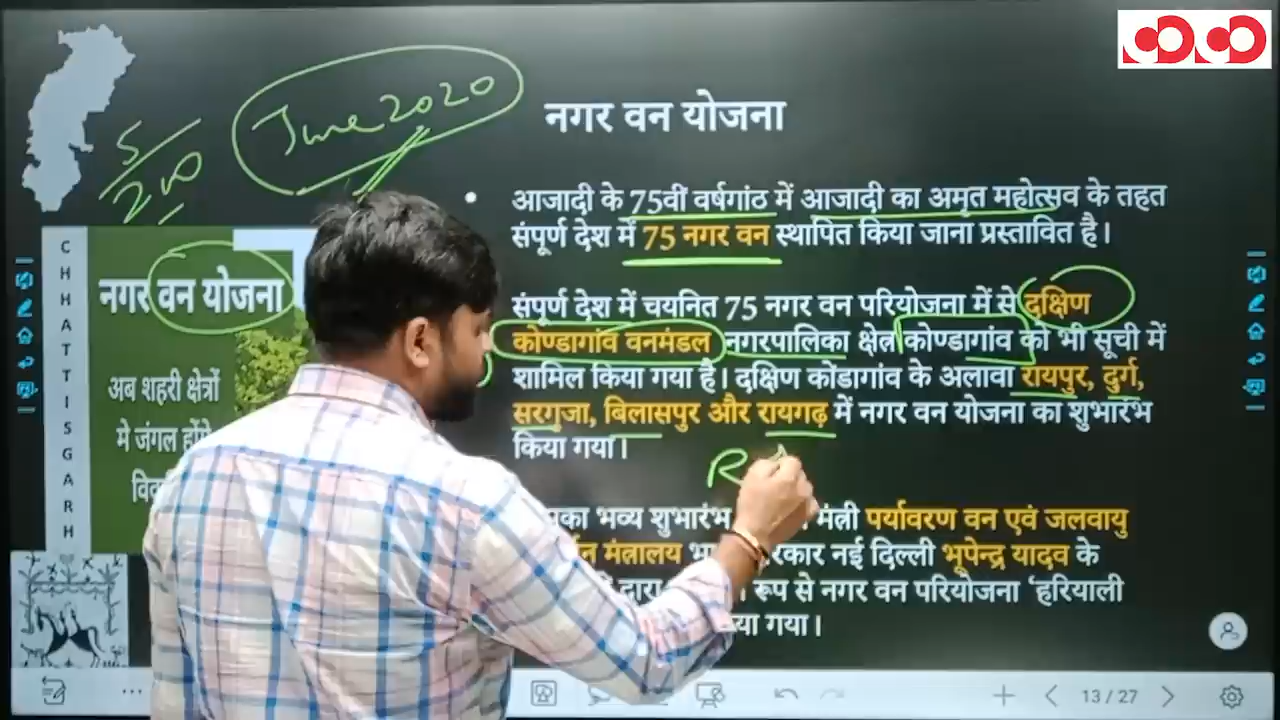 June 2020
5/
200
नगर वन योजना
आजादी के 75वीं वर्षगांठ में आजादी का अमृत महोत्सव के तहत
संपूर्ण देश में 75 नगर वन स्थापित किया जाना प्रस्तावित है।
संपूर्ण देश में चयनित 75 नगर वन परियोजना में से दक्षिण
कोण्डागांव वनमंडल नगरपालिका क्षेत्र कोण्डागांव को भी सूची में
शामिल किया गया है। दक्षिण कोंडागांव के अलावा रायपुर, दुर्ग,
सरगुजा, बिलासपुर और रायगढ़ में नगर वन योजना का शुभारंभ
किया गया।
R
भव्य शुभारंभ मंत्री पर्यावरण वन एवं जलवायु
मंत्रालय नई दिल्ली भूपेन्द्र यादव के
द्वारा रूप से नगर वन परियोजना ‘हरियाली
गया।
CHHATTISGARH
नगर वन योजना
अब शहरी क्षेत्रों
मे जंगल होंगे
13 / 27